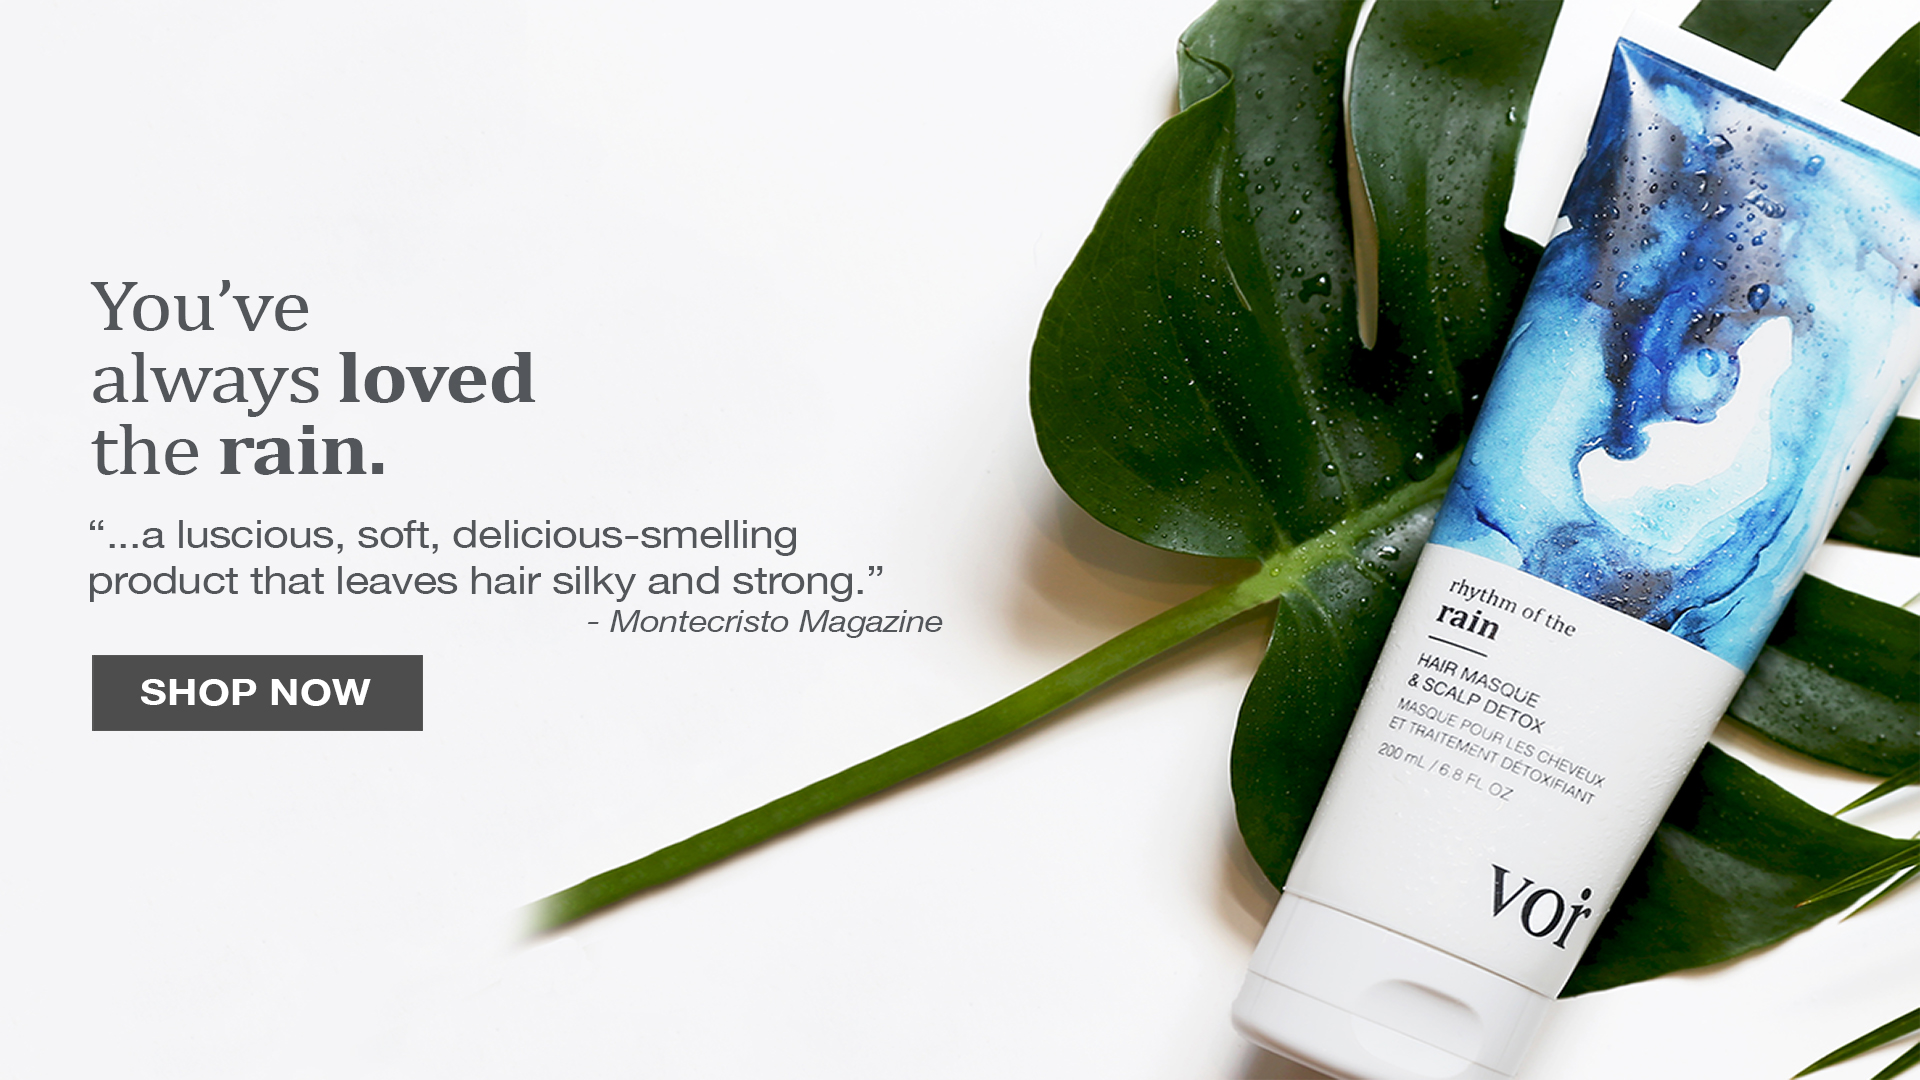 You’ve
always loved
the rain.
“...a luscious, soft, delicious-smelling
product that leaves hair silky and strong.”
- Montecristo Magazine
SHOP NOW
rhythm of the
rain
HAIR MASQUE
& SCALP DETOX
MASQUE POUR LES CHEVEUX
ET TRAITEMENT DÉTOXIFIANT
200 mL / 6.8 FL OZ
voir